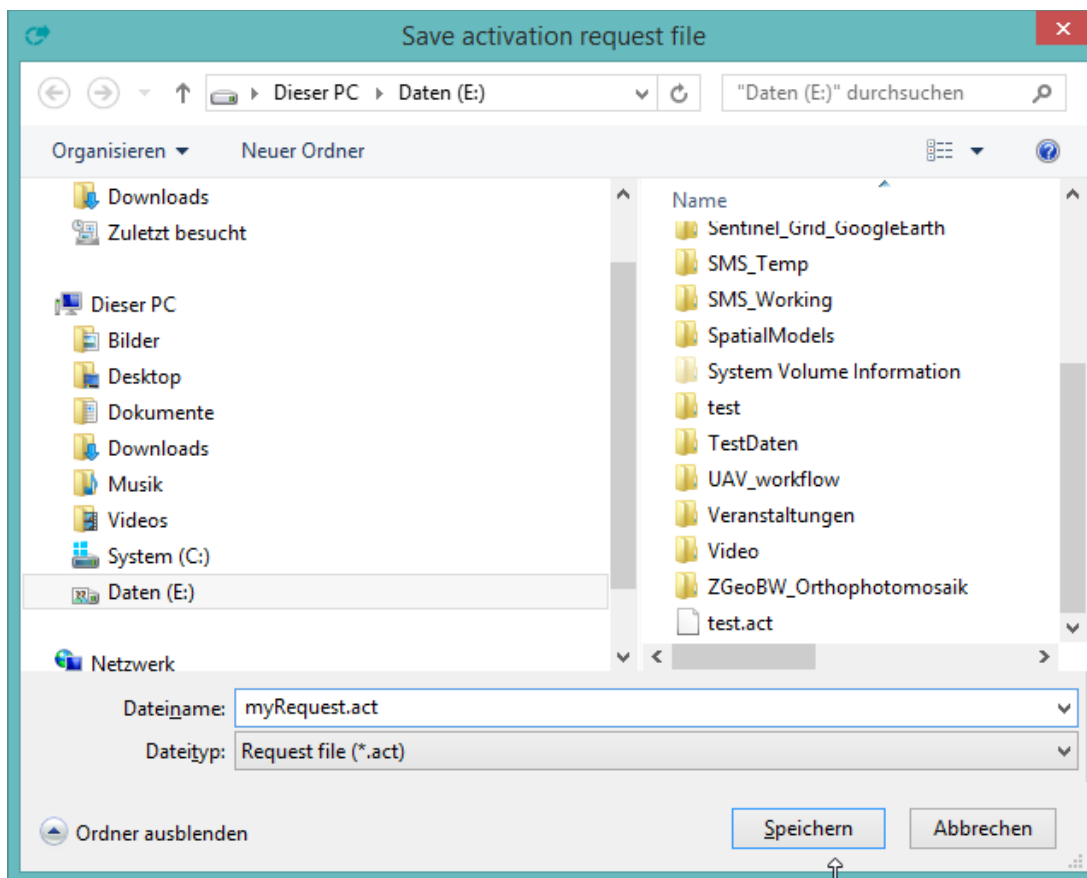 Save activation request file
Dieser PC Daten (E:) "Daten (E:)" durchsuchen
Organisieren Neuer Ordner
Downloads
Zuletzt besucht
Dieser PC
Bilder
Desktop
Dokumente
Downloads
Musik
Videos
System (C:)
Daten (E:)
Netzwerk
Name
Sentinel_Grid_GoogleEarth
SMS_Temp
SMS_Working
SpatialModels
System Volume Information
test
TestDaten
UAV_workflow
Veranstaltungen
Video
ZGeoBW_Orthophotomosaik
test.act
Dateiname: myRequest.act
Dateityp: Request file (*.act)
Ordner ausblenden Speichern Abbrechen